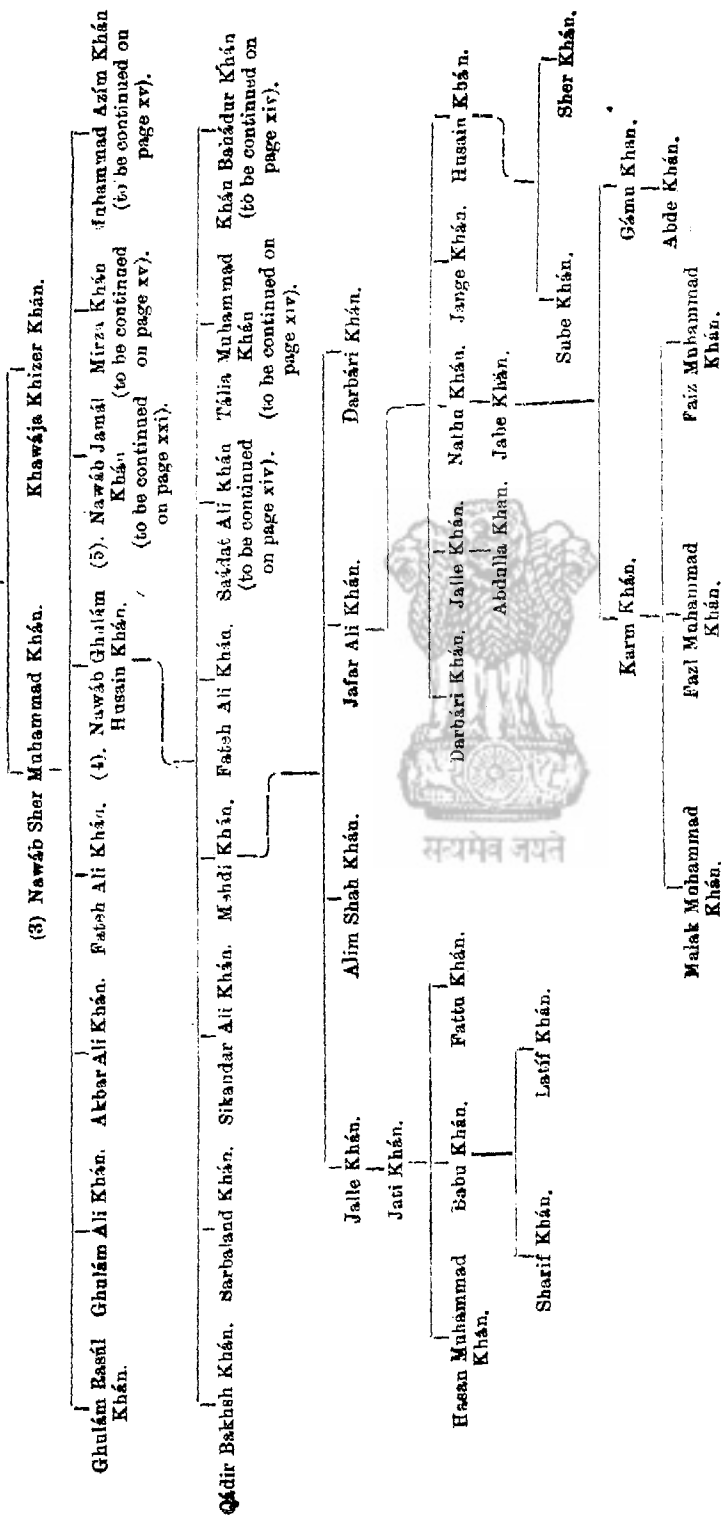 (3) Nawáb Sher Muhammad Khán. Khawája Khizer Khán.
Ghulám Rasúl Khán. Ghulám Ali Khán. Akbar Ali Khán. Fateh Ali Khán. (4). Nawáb Ghulám Husain Khán. (5). Nawáb Jamál Khán (to be continued on page xxi). Mirza Khán (to be continued on page xv). Muhammad Azím Khán (to be continued on page xv).
Qádir Bakhsh Khán. Sarbaland Khán. Sikandar Ali Khán. Mehdi Khán. Fateh Ali Khán. Saádat Ali Khán (to be continued on page xiv). Tália Muhammad Khán (to be continued on page xiv). Khán Bahádur Khán (to be continued on page xiv).
Jalle Khán. Alim Shah Khán. Jafar Ali Khán. Darbári Khán.
Jati Khán.
Darbári Khán. Jalle Khán. Nathu Khán. Jange Khán. Husain Khán.
Abdulla Khan. Jabe Khán.
Hasan Muhammad Khán. Babu Khán. Fattu Khán.
Sube Khán. Sher Khán.
Sharif Khán. Latíf Khán.
Karm Khán. Gámu Khan.
Abde Khán.
Malak Mohammad Khán. Fazl Muhammad Khán. Faiz Muhammad Khán.
सत्यमेव जयते